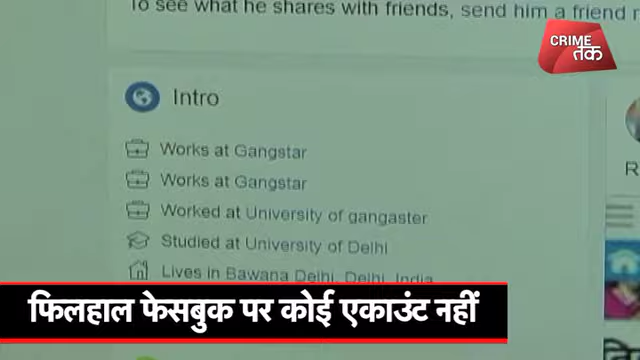 To see what he shares with friends, send him a friend
CRIME
तक
Intro
Works at Gangstar
Works at Gangstar
Worked at University of gangaster
Studied at University of Delhi
Lives in Bawana Delhi, Delhi, India
R
फिलहाल फेसबुक पर कोई एकाउंट नहीं